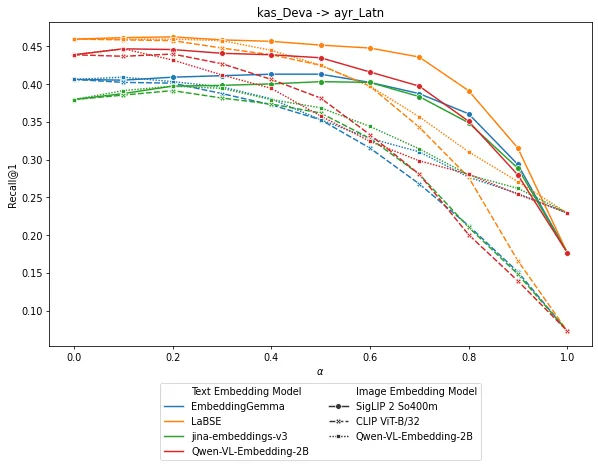 kas_Deva -> ayr_Latn
Recall@1
0.45
0.40
0.35
0.30
0.25
0.20
0.15
0.10
0.0 0.2 0.4 0.6 0.8 1.0
α
Text Embedding Model Image Embedding Model
EmbeddingGemma SigLIP 2 So400m
LaBSE CLIP ViT-B/32
jina-embeddings-v3 Qwen-VL-Embedding-2B
Qwen-VL-Embedding-2B